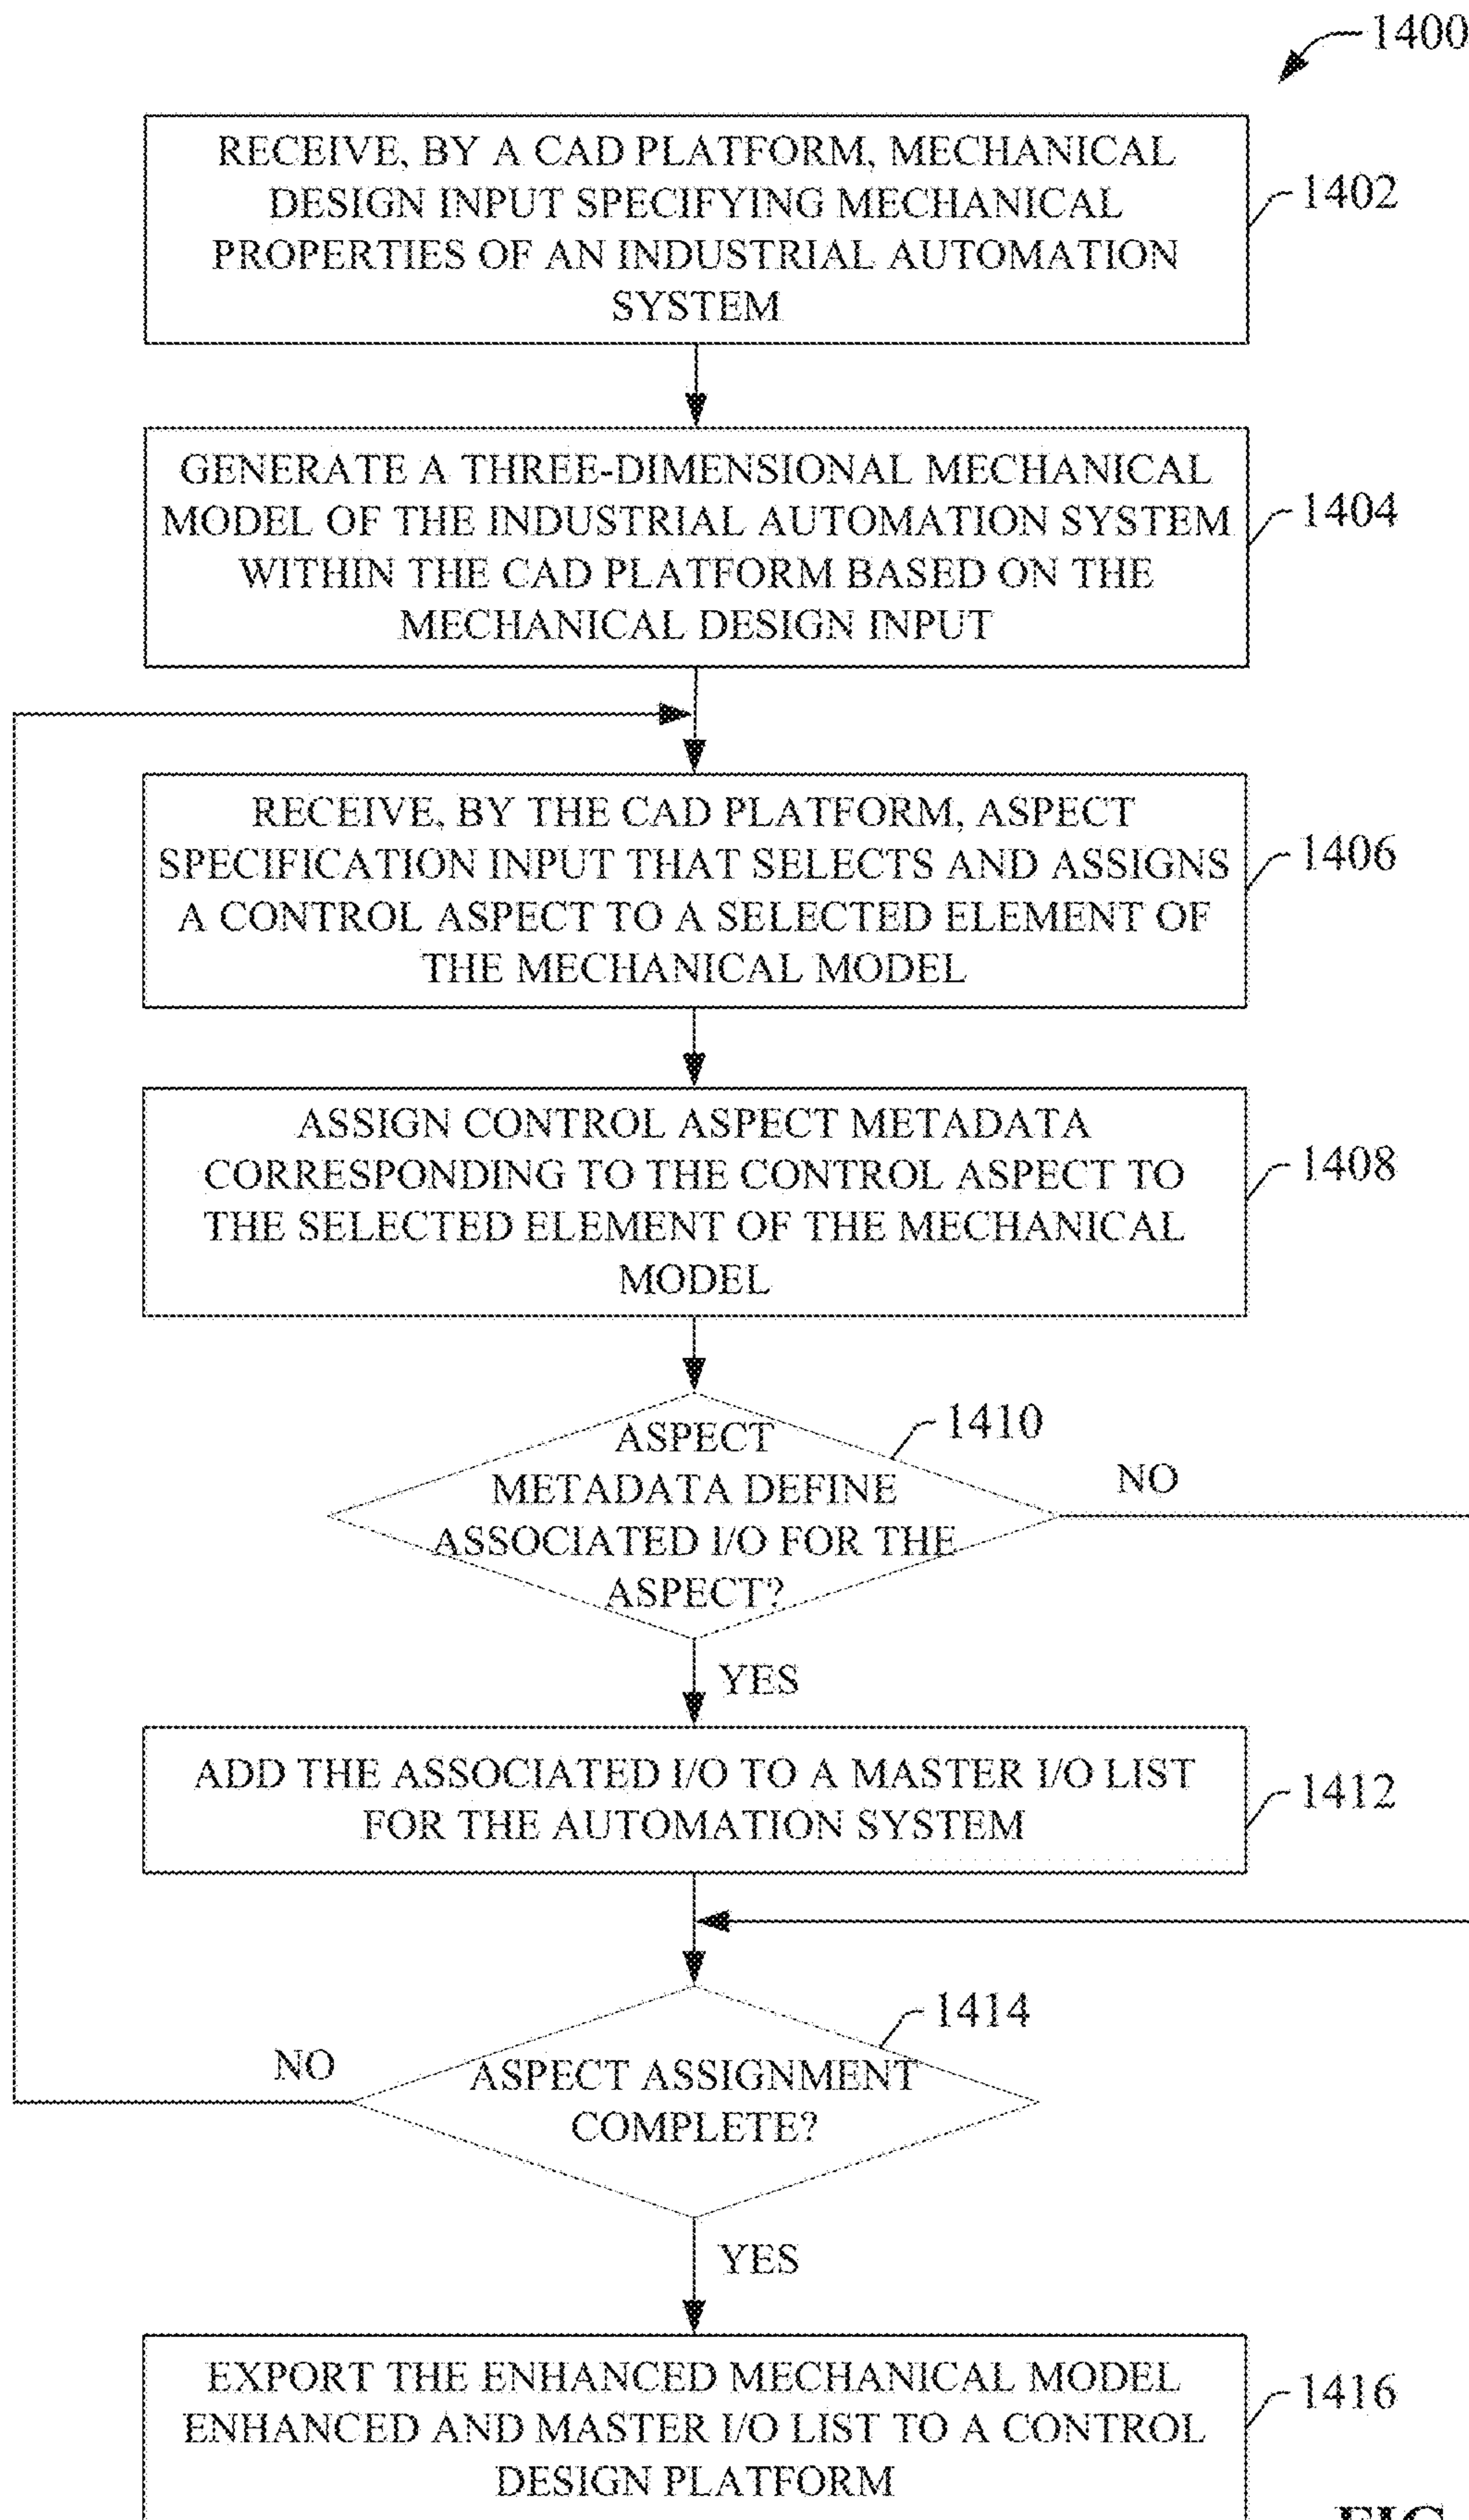 1400
RECEIVE, BY A CAD PLATFORM, MECHANICAL
DESIGN INPUT SPECIFYING MECHANICAL
PROPERTIES OF AN INDUSTRIAL AUTOMATION
SYSTEM
1402
GENERATE A THREE-DIMENSIONAL MECHANICAL
MODEL OF THE INDUSTRIAL AUTOMATION SYSTEM
WITHIN THE CAD PLATFORM BASED ON THE
MECHANICAL DESIGN INPUT
1404
RECEIVE, BY THE CAD PLATFORM, ASPECT
SPECIFICATION INPUT THAT SELECTS AND ASSIGNS
A CONTROL ASPECT TO A SELECTED ELEMENT OF
THE MECHANICAL MODEL
1406
ASSIGN CONTROL ASPECT METADATA
CORRESPONDING TO THE CONTROL ASPECT TO
THE SELECTED ELEMENT OF THE MECHANICAL
MODEL
1408
ASPECT
METADATA DEFINE
ASSOCIATED I/O FOR THE
ASPECT?
1410
NO
YES
ADD THE ASSOCIATED I/O TO A MASTER I/O LIST
FOR THE AUTOMATION SYSTEM
1412
ASPECT ASSIGNMENT
COMPLETE?
1414
NO
YES
EXPORT THE ENHANCED MECHANICAL MODEL
ENHANCED AND MASTER I/O LIST TO A CONTROL
DESIGN PLATFORM
1416